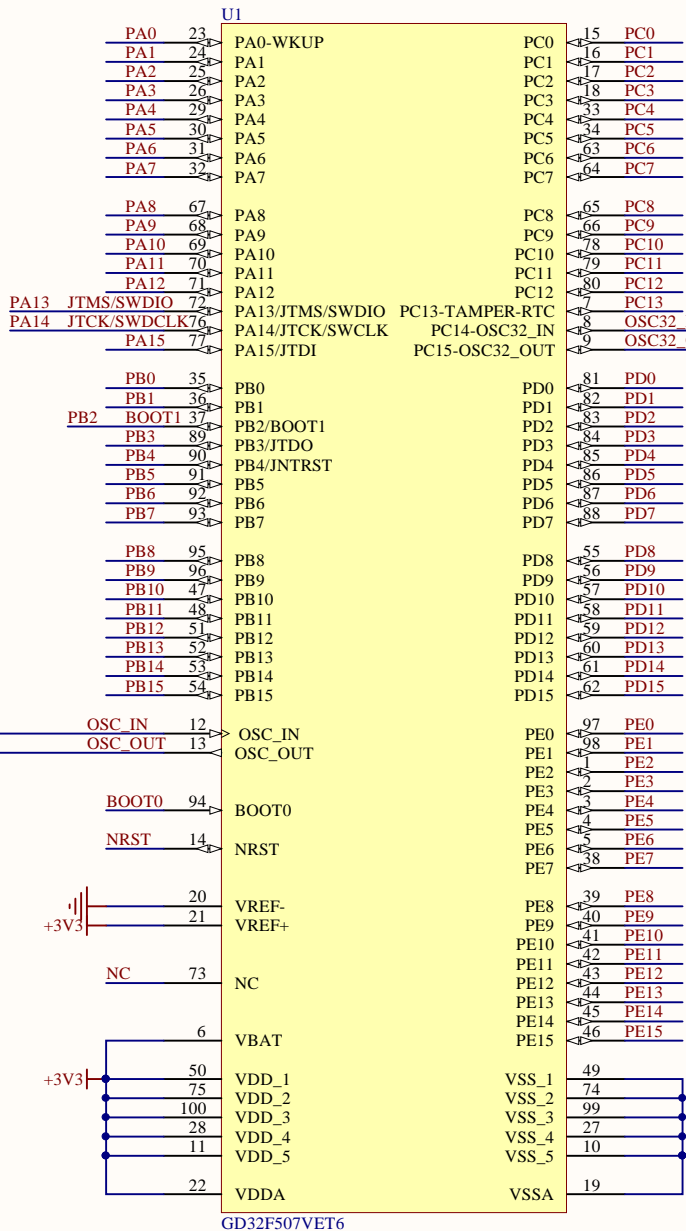 U1
PA0 23 PA0-WKUP PC0 15 PC0
PA1 24 PA1 PC1 16 PC1
PA2 25 PA2 PC2 17 PC2
PA3 26 PA3 PC3 18 PC3
PA4 29 PA4 PC4 33 PC4
PA5 30 PA5 PC5 34 PC5
PA6 31 PA6 PC6 63 PC6
PA7 32 PA7 PC7 64 PC7
PA8 67 PA8 PC8 65 PC8
PA9 68 PA9 PC9 66 PC9
PA10 69 PA10 PC10 78 PC10
PA11 70 PA11 PC11 79 PC11
PA12 71 PA12 PC12 80 PC12
PA13 JTMS/SWDIO 72 PA13/JTMS/SWDIO PC13-TAMPER-RTC 7 PC13
PA14 JTCK/SWDCLK 76 PA14/JTCK/SWCLK PC14-OSC32_IN 8 OSC32_
PA15 77 PA15/JTDI PC15-OSC32_OUT 9 OSC32_
PB0 35 PB0 PD0 81 PD0
PB1 36 PB1 PD1 82 PD1
PB2 BOOT1 37 PB2/BOOT1 PD2 83 PD2
PB3 89 PB3/JTDO PD3 84 PD3
PB4 90 PB4/JNTRST PD4 85 PD4
PB5 91 PB5 PD5 86 PD5
PB6 92 PB6 PD6 87 PD6
PB7 93 PB7 PD7 88 PD7
PB8 95 PB8 PD8 55 PD8
PB9 96 PB9 PD9 56 PD9
PB10 47 PB10 PD10 57 PD10
PB11 48 PB11 PD11 58 PD11
PB12 51 PB12 PD12 59 PD12
PB13 52 PB13 PD13 60 PD13
PB14 53 PB14 PD14 61 PD14
PB15 54 PB15 PD15 62 PD15
OSC_IN 12 OSC_IN PE0 97 PE0
OSC_OUT 13 OSC_OUT PE1 98 PE1
PE2 1 PE2
PE3 2 PE3
BOOT0 94 BOOT0 PE4 3 PE4
PE5 4 PE5
NRST 14 NRST PE6 5 PE6
PE7 38 PE7
20 VREF- PE8 39 PE8
+3V3 21 VREF+ PE9 40 PE9
PE10 41 PE10
PE11 42 PE11
NC 73 NC PE12 43 PE12
PE13 44 PE13
PE14 45 PE14
6 VBAT PE15 46 PE15
+3V3 50 VDD_1 VSS_1 49
75 VDD_2 VSS_2 74
100 VDD_3 VSS_3 99
28 VDD_4 VSS_4 27
11 VDD_5 VSS_5 10
22 VDDA VSSA 19
GD32F507VET6